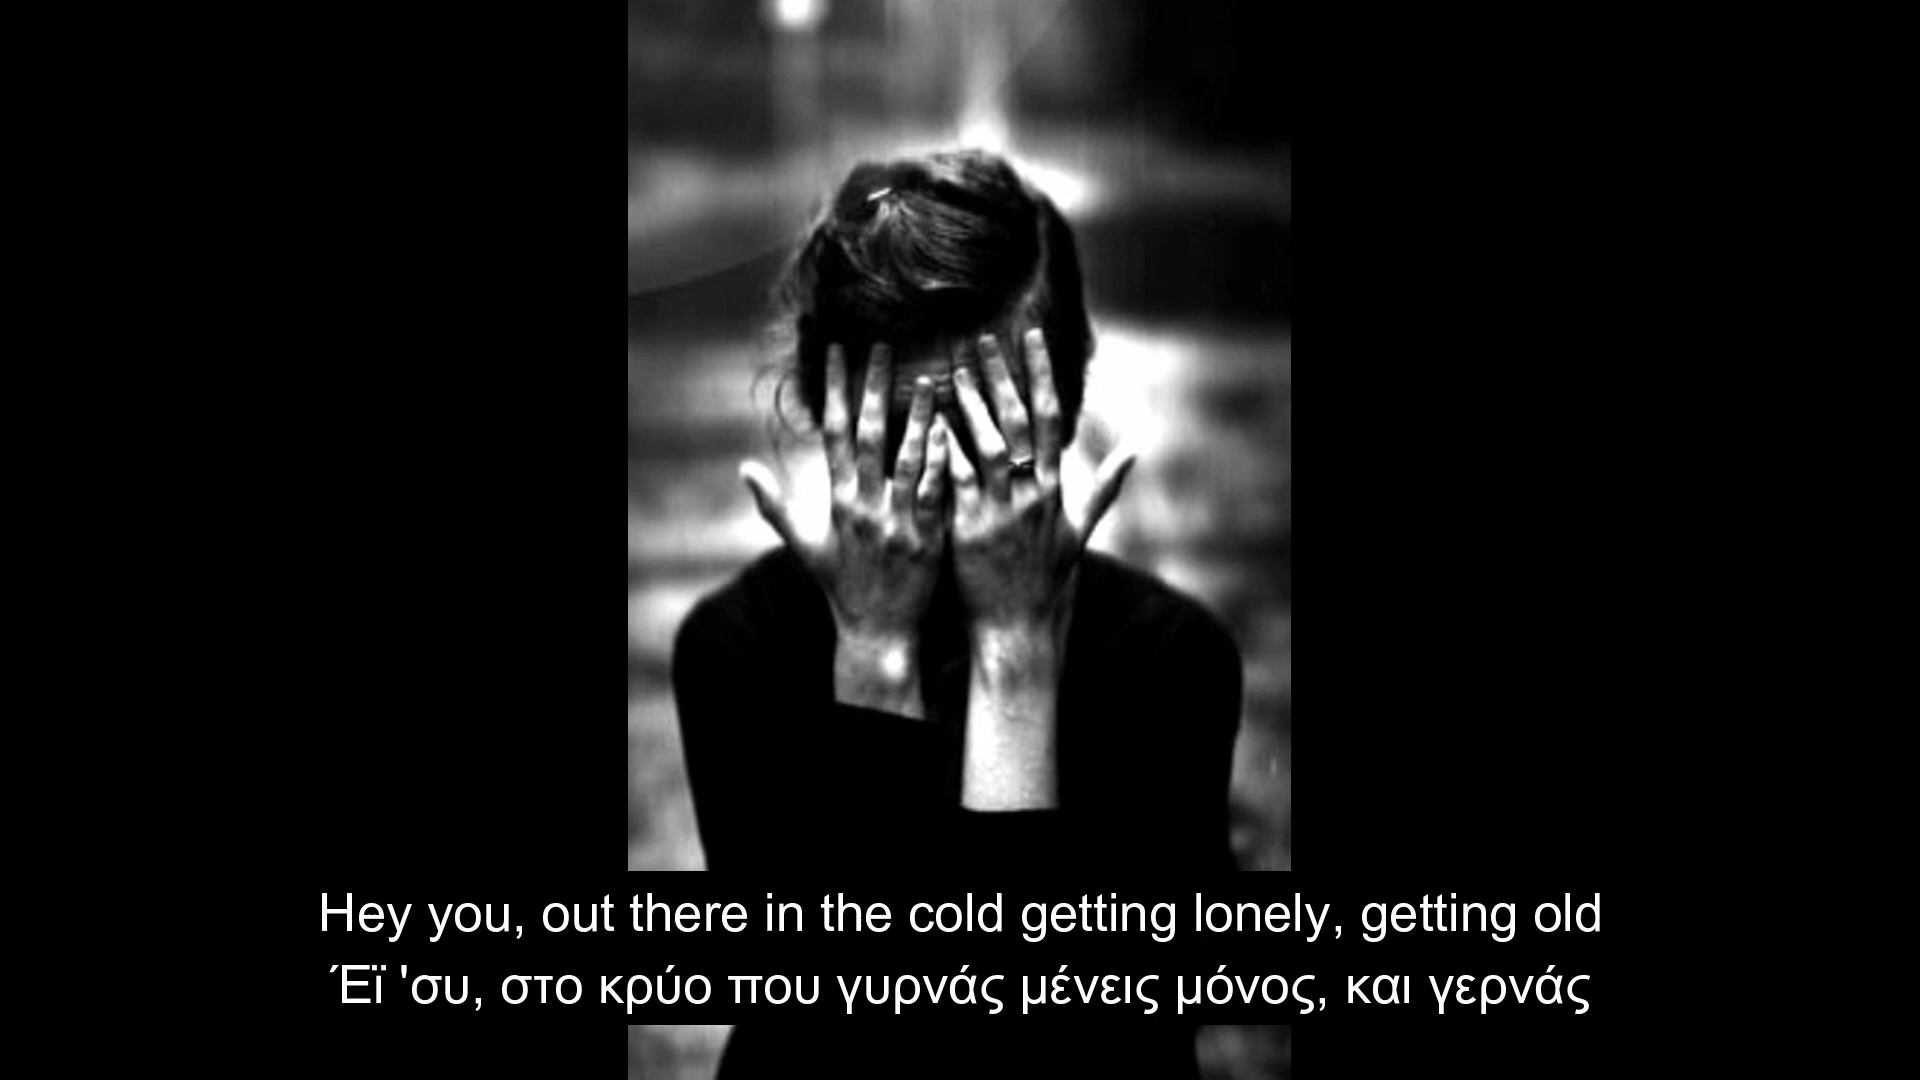 Hey you, out there in the cold getting lonely, getting old
Έϊ 'συ, στο κρύο που γυρνάς μένεις μόνος, και γερνάς